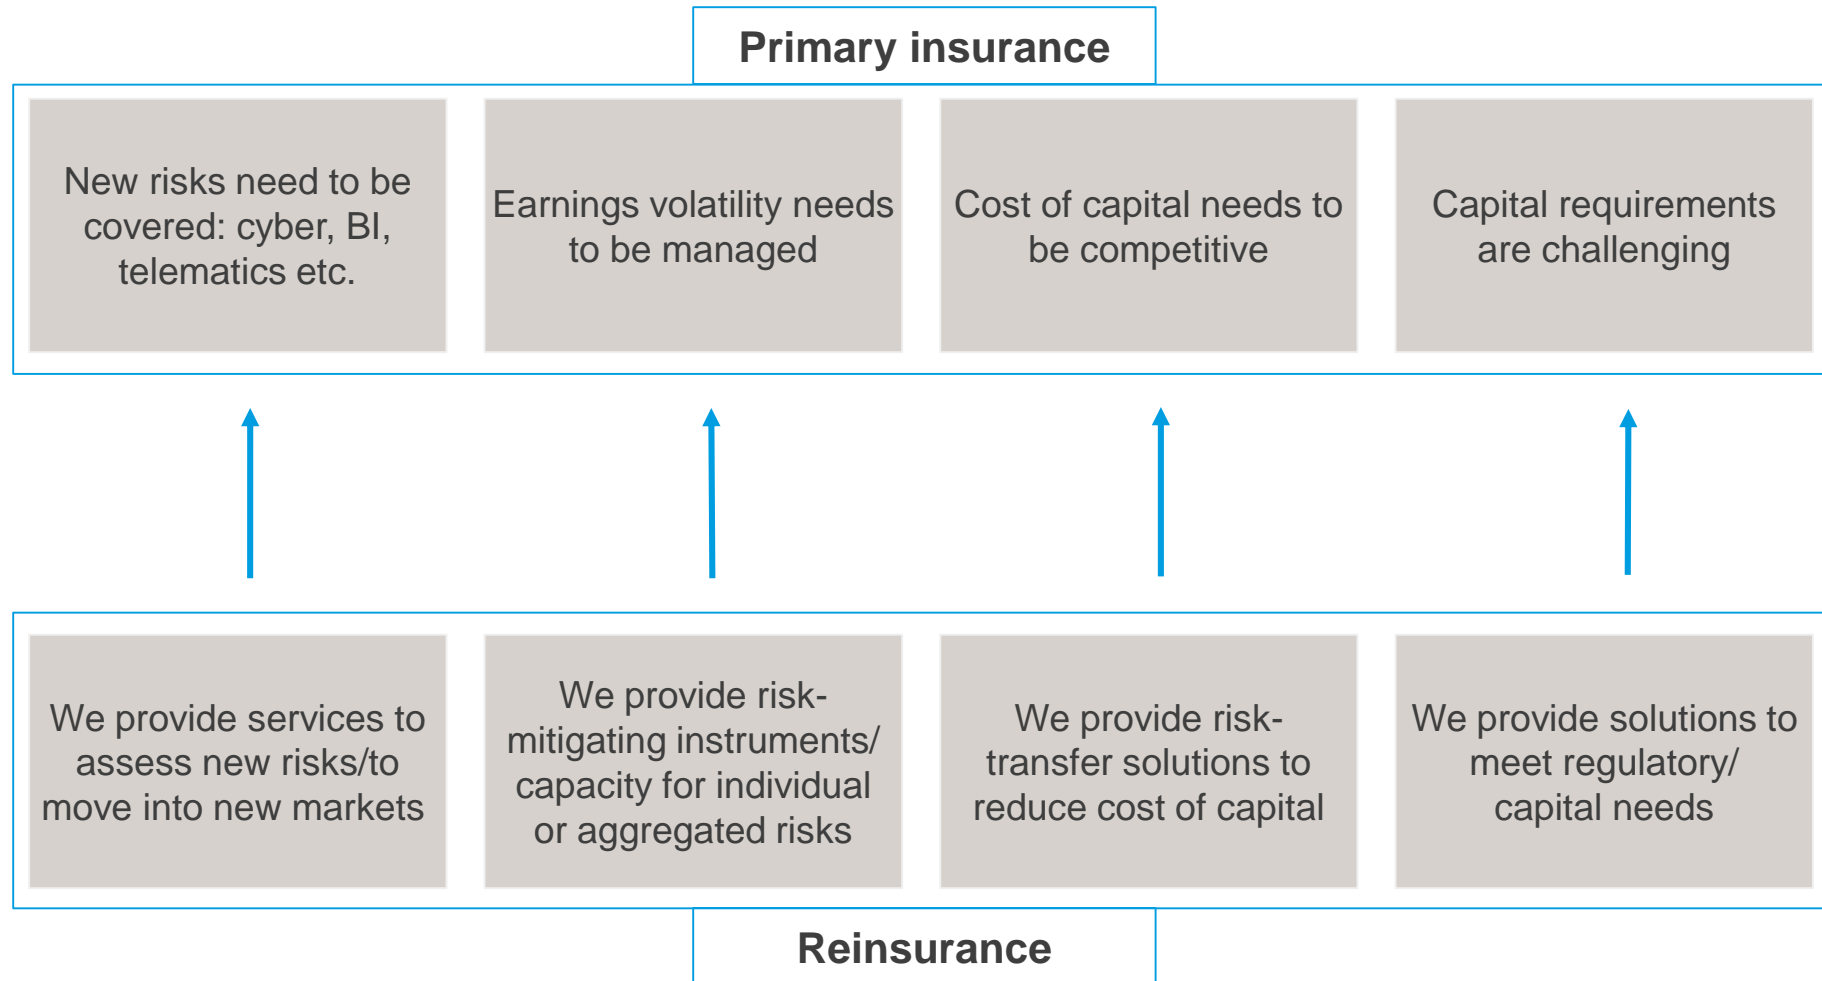 Primary insurance
New risks need to be
covered: cyber, BI,
telematics etc.
Earnings volatility needs
to be managed
Cost of capital needs to
be competitive
Capital requirements
are challenging
We provide services to
assess new risks/to
move into new markets
We provide risk-
mitigating instruments/
capacity for individual
or aggregated risks
We provide risk-
transfer solutions to
reduce cost of capital
We provide solutions to
meet regulatory/
capital needs
Reinsurance